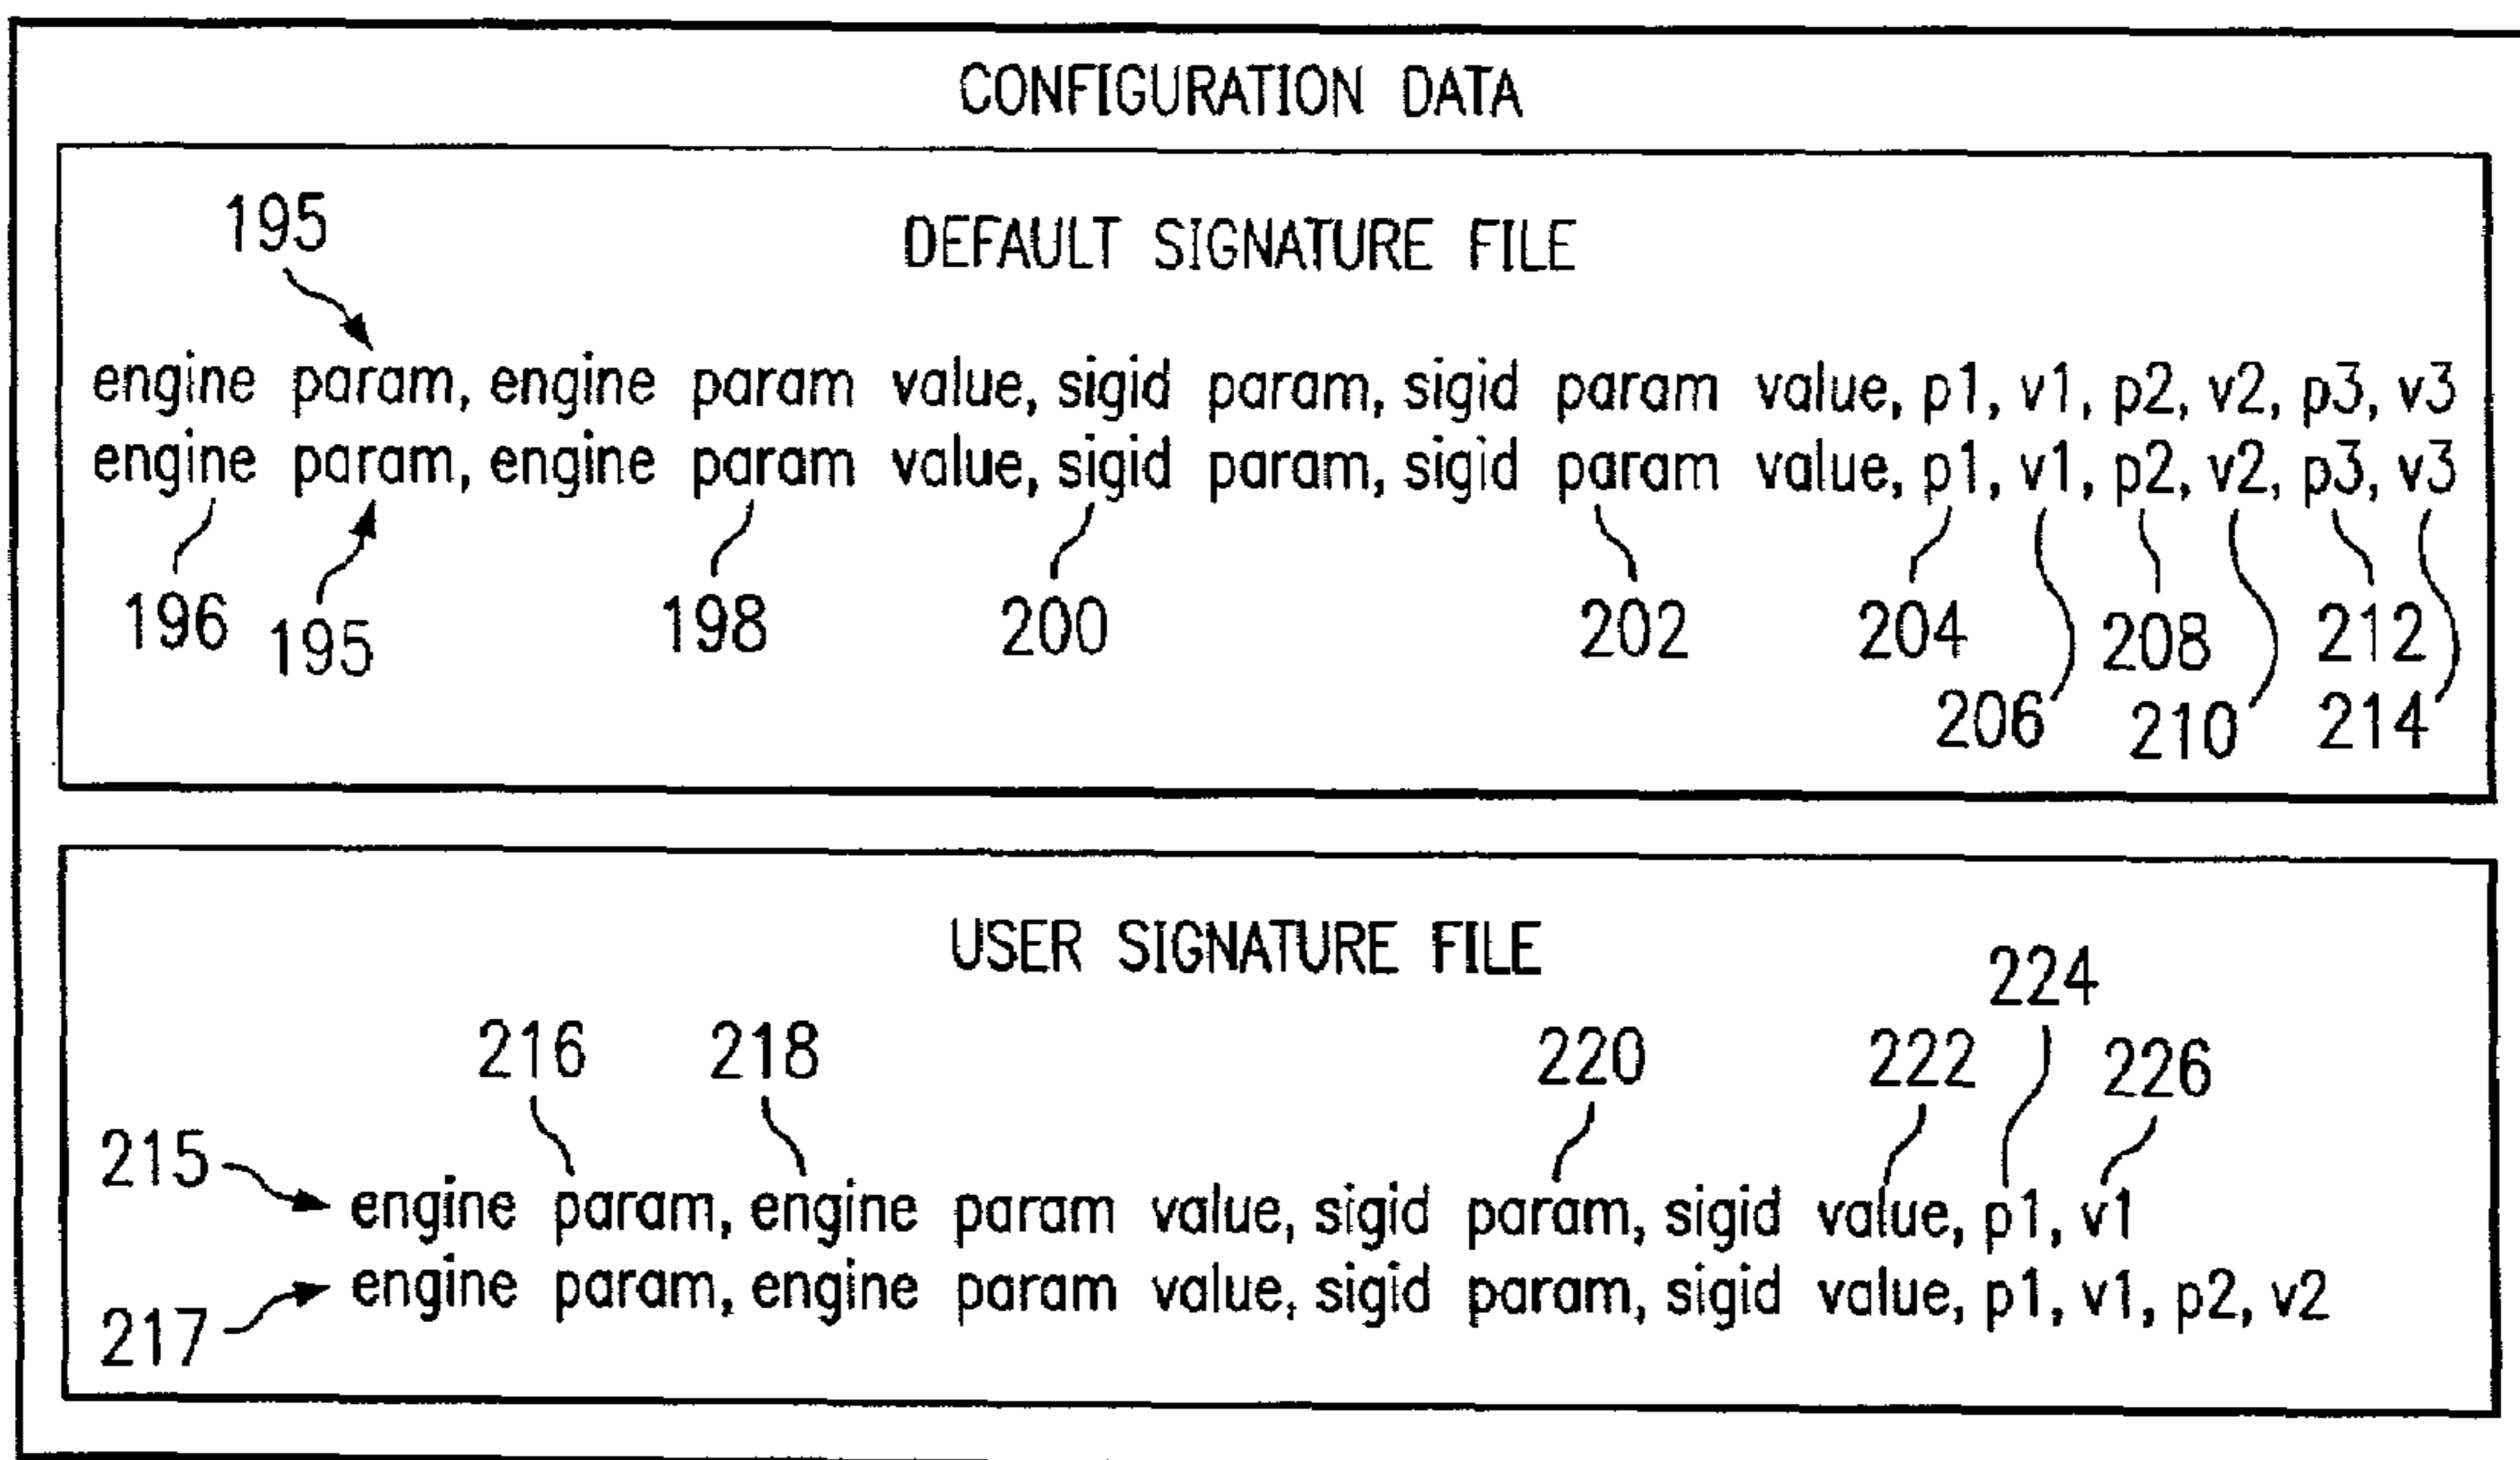 CONFIGURATION DATA
195
DEFAULT SIGNATURE FILE
engine param, engine param value, sigid param, sigid param value, p1, v1, p2, v2, p3, v3
engine param, engine param value, sigid param, sigid param value, p1, v1, p2, v2, p3, v3
196 195 198 200 202 204 208 212
206 210 214
USER SIGNATURE FILE
224
216 218 220 222 226
215
engine param, engine param value, sigid param, sigid value, p1, v1
engine param, engine param value, sigid param, sigid value, p1, v1, p2, v2
217